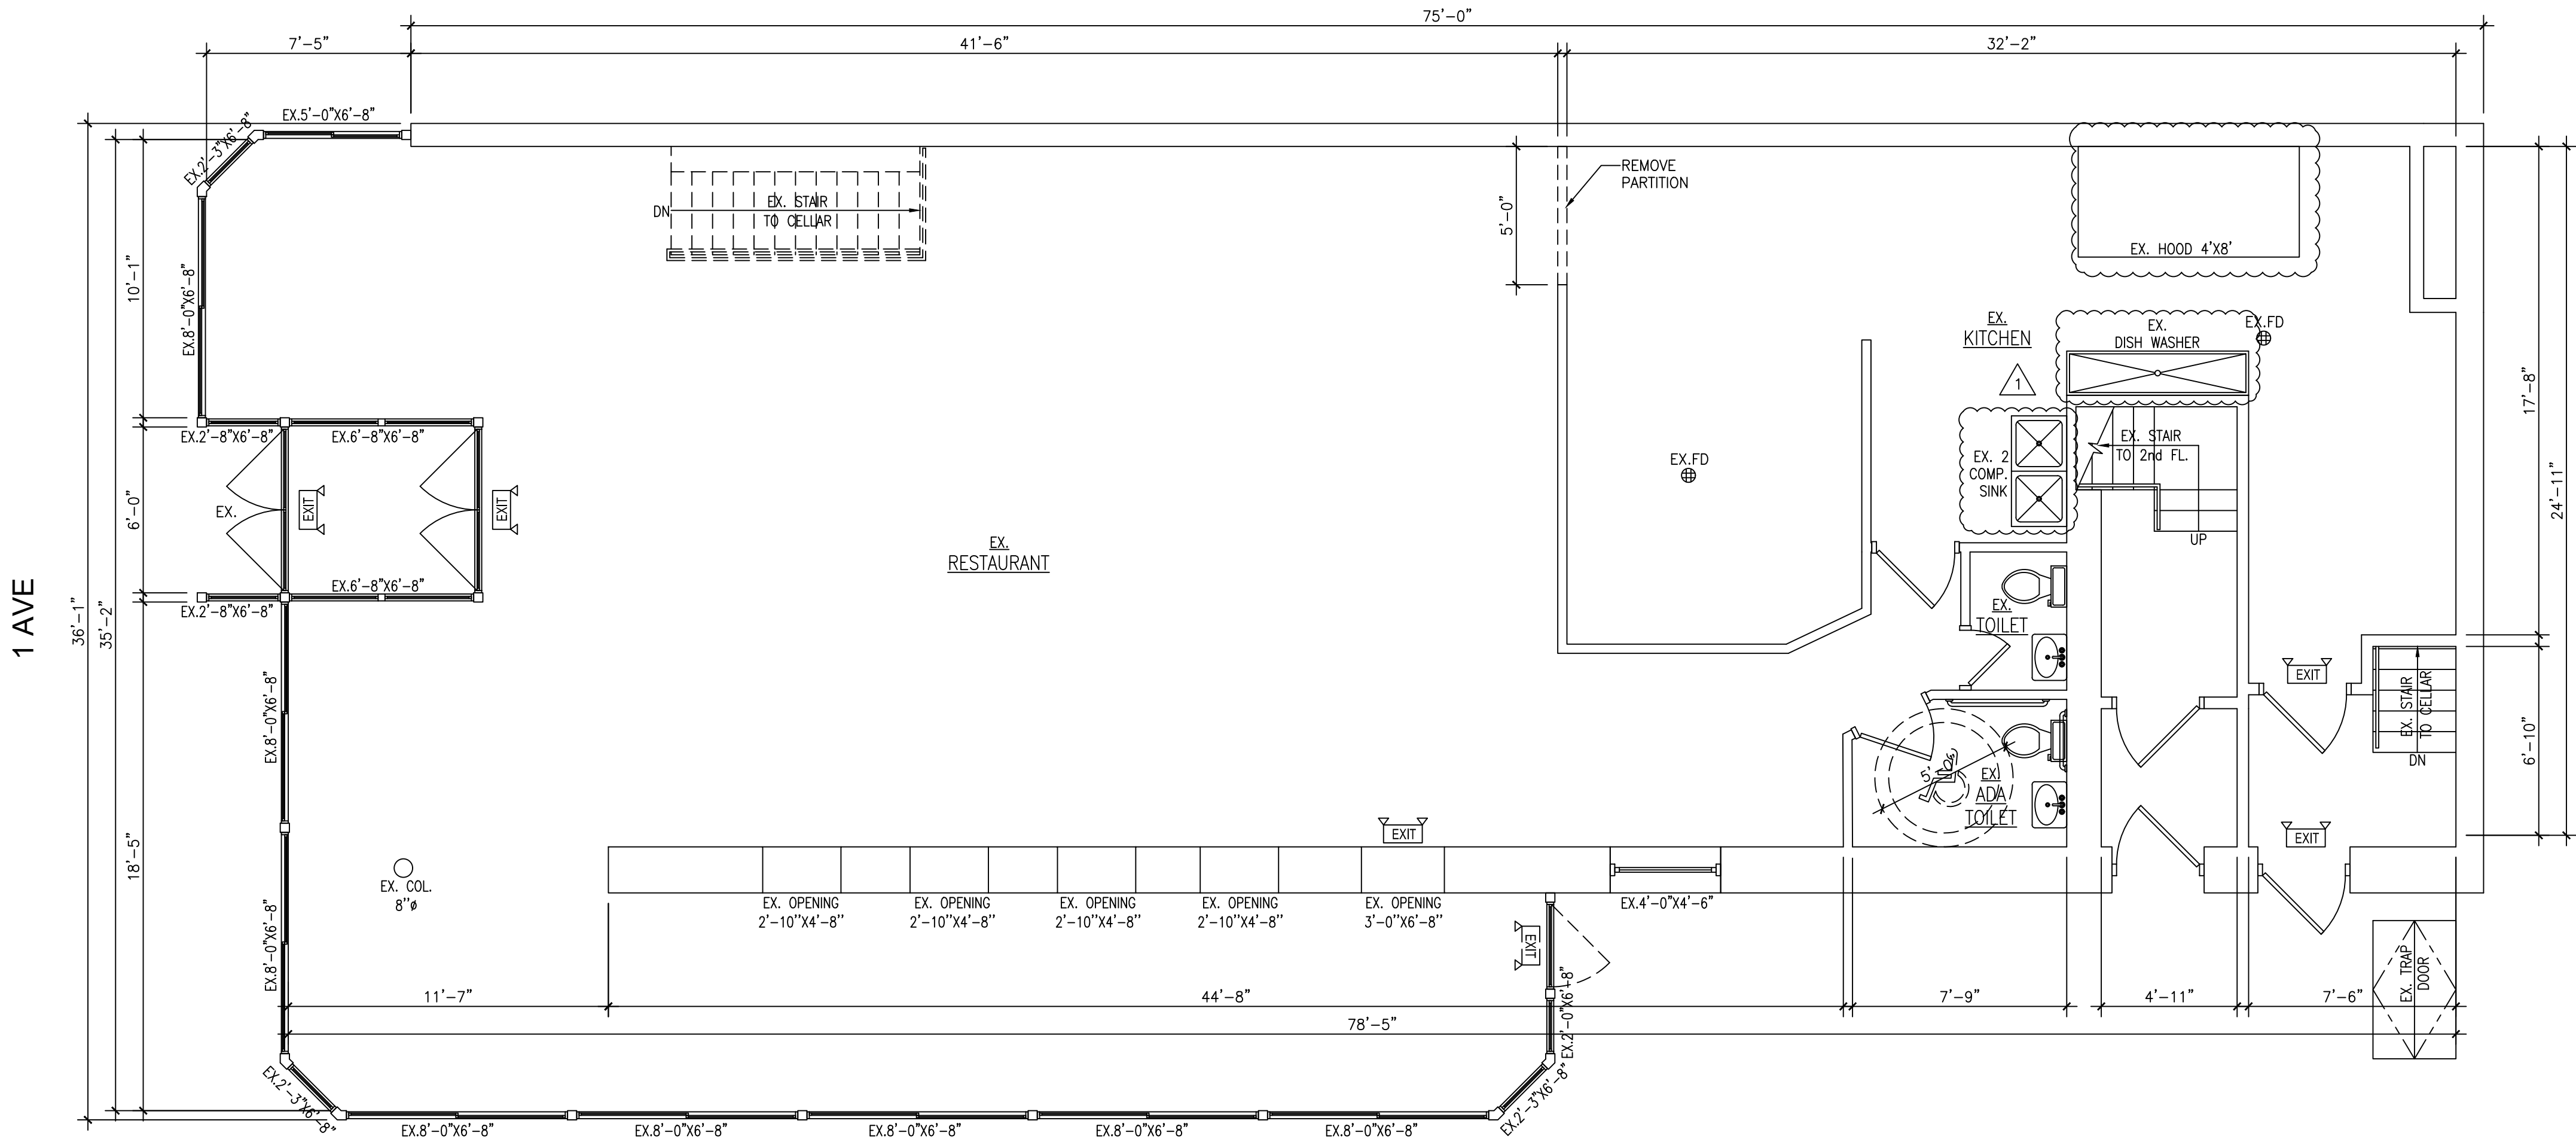 75'-0"
7'-5"
41'-6"
32'-2"
EX.5'-0"X6'-8"
EX.2'-3"X6'-8"
REMOVE
PARTITION
5'-0"
DN
EX. STAIR
TO CELLAR
EX. HOOD 4'X8'
10'-1"
EX.8'-0"X6'-8"
EX.
KITCHEN
EX.
DISH WASHER
EX.FD
1
17'-8"
EX.2'-8"X6'-8"
EX.6'-8"X6'-8"
EX. STAIR
TO 2nd FL.
EX. 2
COMP.
SINK
EX.FD
24'-11"
6'-0"
EX.
EXIT
EXIT
UP
EX.
RESTAURANT
1 AVE
36'-1"
35'-2"
EX.6'-8"X6'-8"
EX.2'-8"X6'-8"
EX.
TOILET
EX.8'-0"X6'-8"
EXIT
EX. STAIR
TO CELLAR
DN
6'-10"
5'-0"
EX.
ADA
TOILET
EXIT
EXIT
18'-5"
EX. COL.
8"ø
EX.8'-0"X6'-8"
EX. OPENING
2'-10"X4'-8"
EX. OPENING
2'-10"X4'-8"
EX. OPENING
2'-10"X4'-8"
EX. OPENING
2'-10"X4'-8"
EX. OPENING
3'-0"X6'-8"
EX.4'-0"X4'-6"
EXIT
EX. TRAP
DOOR
11'-7"
44'-8"
EX.2'-0"X6'-8"
7'-9"
4'-11"
7'-6"
78'-5"
EX.2'-3"X6'-8"
EX.2'-3"X6'-8"
EX.8'-0"X6'-8"
EX.8'-0"X6'-8"
EX.8'-0"X6'-8"
EX.8'-0"X6'-8"
EX.8'-0"X6'-8"